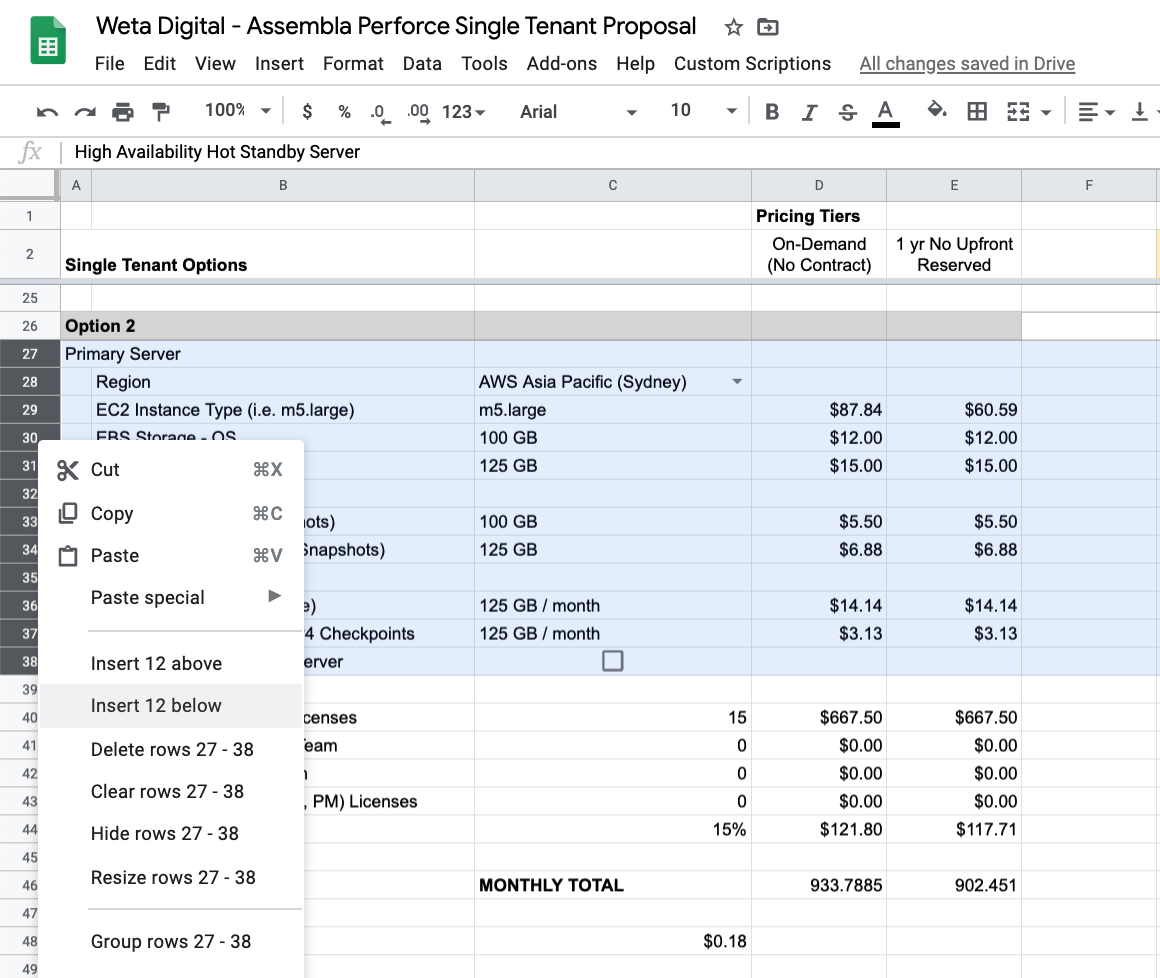 Weta Digital - Assembla Perforce Single Tenant Proposal
File Edit View Insert Format Data Tools Add-ons Help Custom Scriptions All changes saved in Drive
100% $ % .0 .00 123 Arial 10 B I S A
fx High Availability Hot Standby Server
A B C D E F
1 Pricing Tiers
2 Single Tenant Options On-Demand (No Contract) 1 yr No Upfront Reserved
25
26 Option 2
27 Primary Server
28 Region AWS Asia Pacific (Sydney)
29 EC2 Instance Type (i.e. m5.large) m5.large $87.84 $60.59
30 EBS Storage - OS 100 GB $12.00 $12.00
31 125 GB $15.00 $15.00
32
33 ots) 100 GB $5.50 $5.50
34 Snapshots) 125 GB $6.88 $6.88
35
36 e) 125 GB / month $14.14 $14.14
37 4 Checkpoints 125 GB / month $3.13 $3.13
38 erver
39
40 censes 15 $667.50 $667.50
41 Team 0 $0.00 $0.00
42 0 $0.00 $0.00
43 , PM) Licenses 0 $0.00 $0.00
44 15% $121.80 $117.71
45
46 MONTHLY TOTAL 933.7885 902.451
47
48 $0.18
49
Cut ⌘X
Copy ⌘C
Paste ⌘V
Paste special
Insert 12 above
Insert 12 below
Delete rows 27 - 38
Clear rows 27 - 38
Hide rows 27 - 38
Resize rows 27 - 38
Group rows 27 - 38